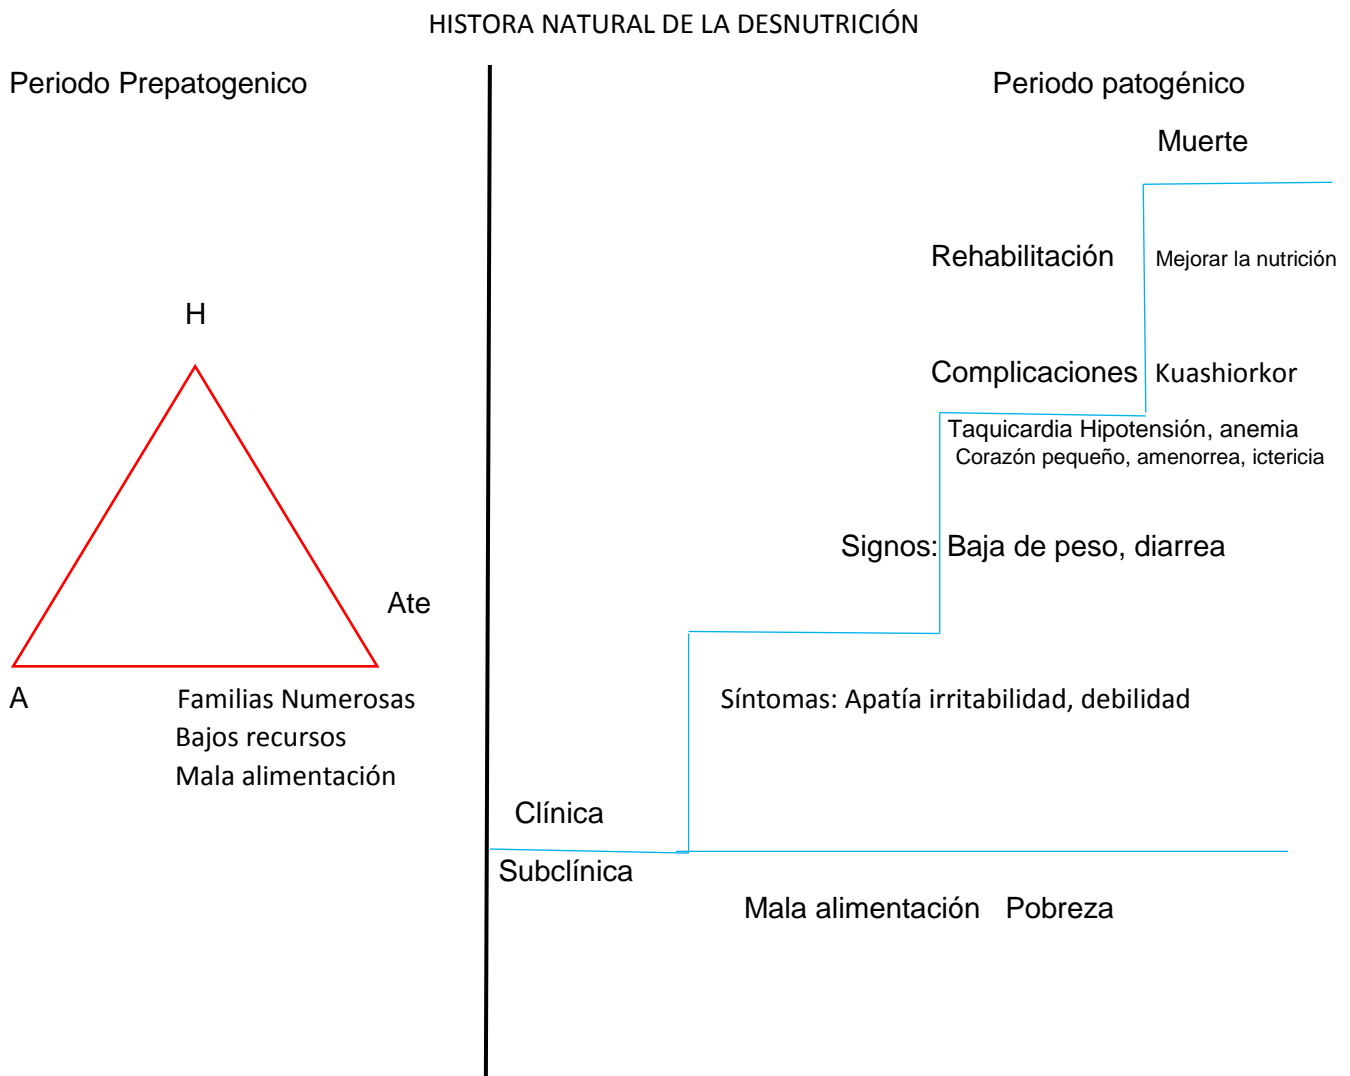 HISTORA NATURAL DE LA DESNUTRICIÓN
Periodo Prepatogenico
Periodo patogénico
Muerte
Rehabilitación
Mejorar la nutrición
H
Complicaciones
Kuashiorkor
Taquicardia Hipotensión, anemia
Corazón pequeño, amenorrea, ictericia
Signos: Baja de peso, diarrea
Ate
A
Familias Numerosas
Bajos recursos
Mala alimentación
Síntomas: Apatía irritabilidad, debilidad
Clínica
Subclínica
Mala alimentación Pobreza